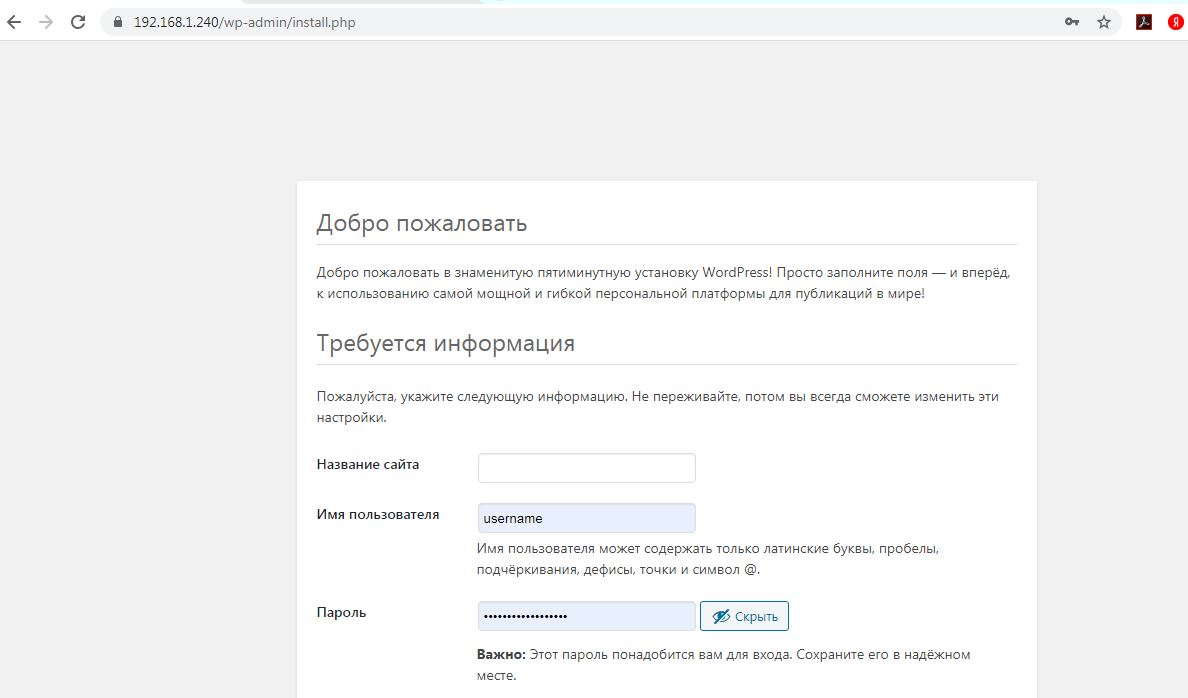 192.168.1.240/wp-admin/install.php
Добро пожаловать
Добро пожаловать в знаменитую пятиминутную установку WordPress! Просто заполните поля — и вперёд,
к использованию самой мощной и гибкой персональной платформы для публикаций в мире!
Требуется информация
Пожалуйста, укажите следующую информацию. Не переживайте, потом вы всегда сможете изменить эти
настройки.
Название сайта
Имя пользователя
username
Имя пользователя может содержать только латинские буквы, пробелы,
подчёркивания, дефисы, точки и символ @.
Пароль
••••••••••••••••••
Скрыть
Важно: Этот пароль понадобится вам для входа. Сохраните его в надёжном
месте.